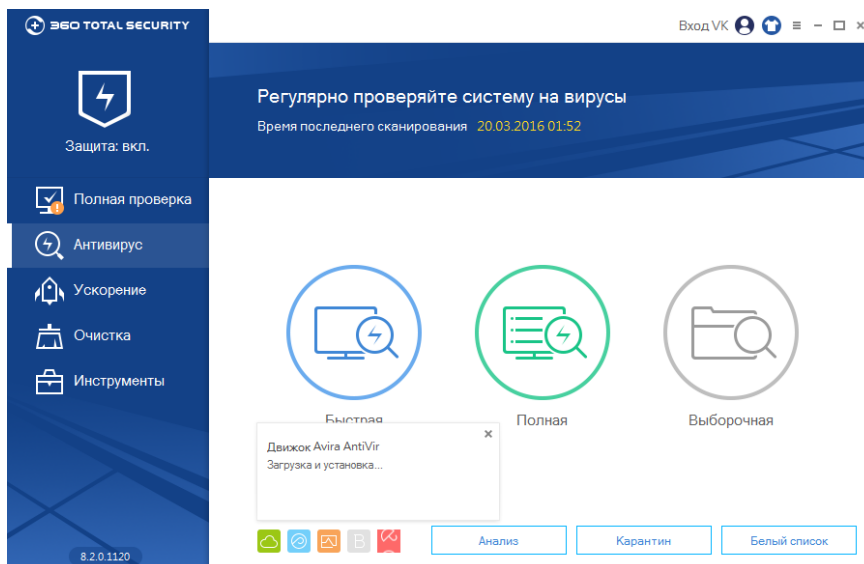 360 TOTAL SECURITY
Вход VK
Защита: вкл.
Регулярно проверяйте систему на вирусы
Время последнего сканирования 20.03.2016 01:52
Полная проверка
Антивирус
Ускорение
Очистка
Инструменты
Быстрая
Полная
Выборочная
Движок Avira AntiVir
Загрузка и установка...
B
Анализ
Карантин
Белый список
8.2.0.1120